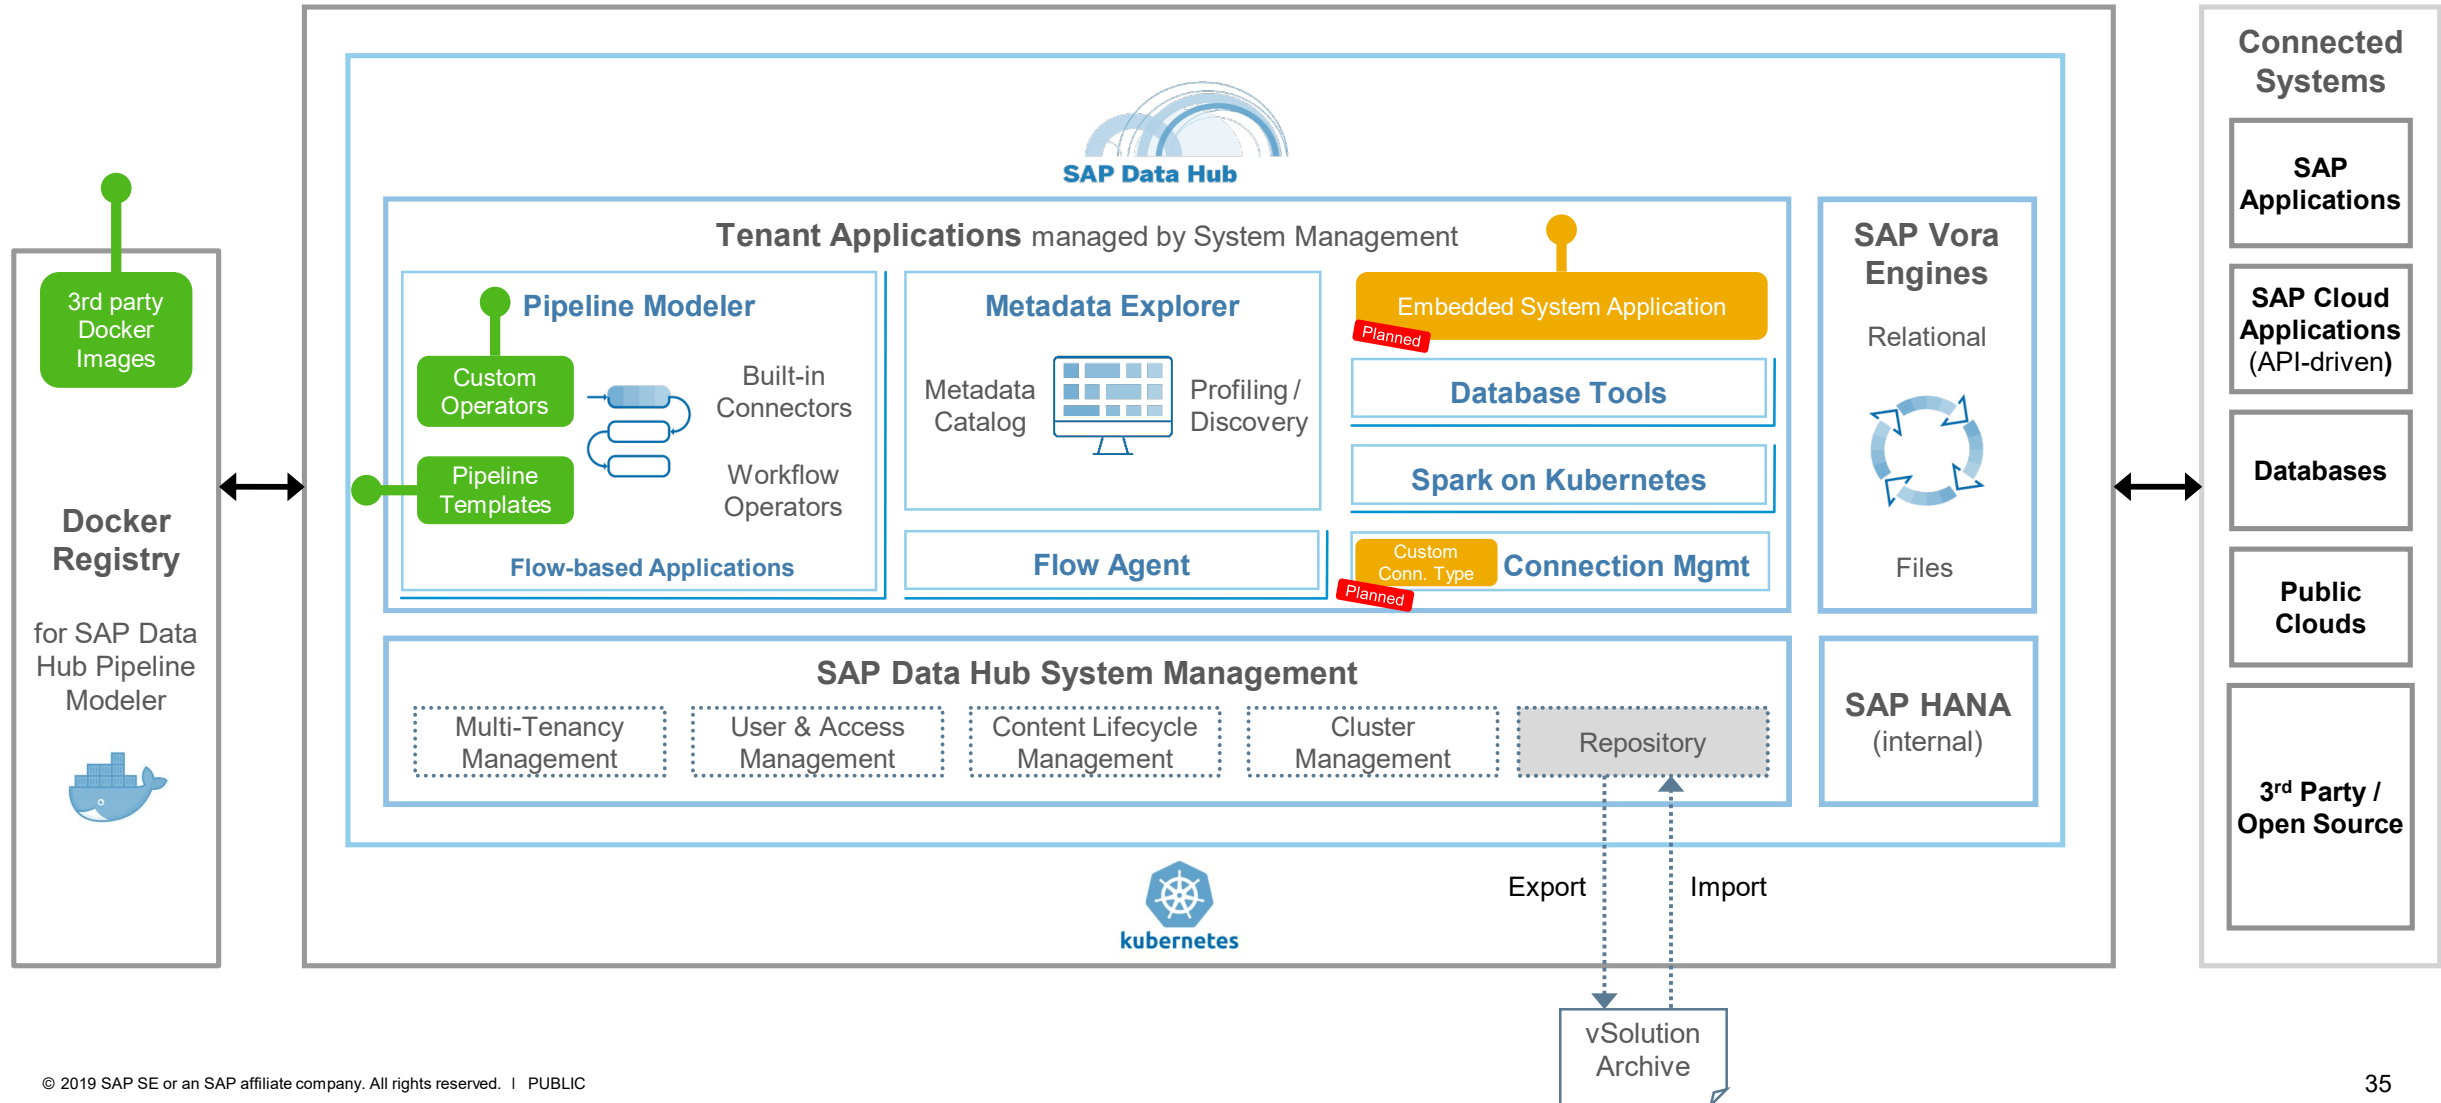 SAP Data Hub
Connected
Systems
SAP
Applications
SAP Cloud
Applications
(API-driven)
Databases
Public
Clouds
3rd Party /
Open Source
3rd party
Docker
Images
Docker
Registry
for SAP Data
Hub Pipeline
Modeler
Tenant Applications managed by System Management
Pipeline Modeler
Custom
Operators
Built-in
Connectors
Pipeline
Templates
Workflow
Operators
Flow-based Applications
Metadata Explorer
Metadata
Catalog
Profiling /
Discovery
Flow Agent
Embedded System Application
Planned
Database Tools
Spark on Kubernetes
Custom
Conn. Type
Connection Mgmt
Planned
SAP Vora
Engines
Relational
Files
SAP Data Hub System Management
Multi-Tenancy
Management
User & Access
Management
Content Lifecycle
Management
Cluster
Management
Repository
SAP HANA
(internal)
kubernetes
Export
Import
vSolution
Archive
© 2019 SAP SE or an SAP affiliate company. All rights reserved. ǀ PUBLIC
35